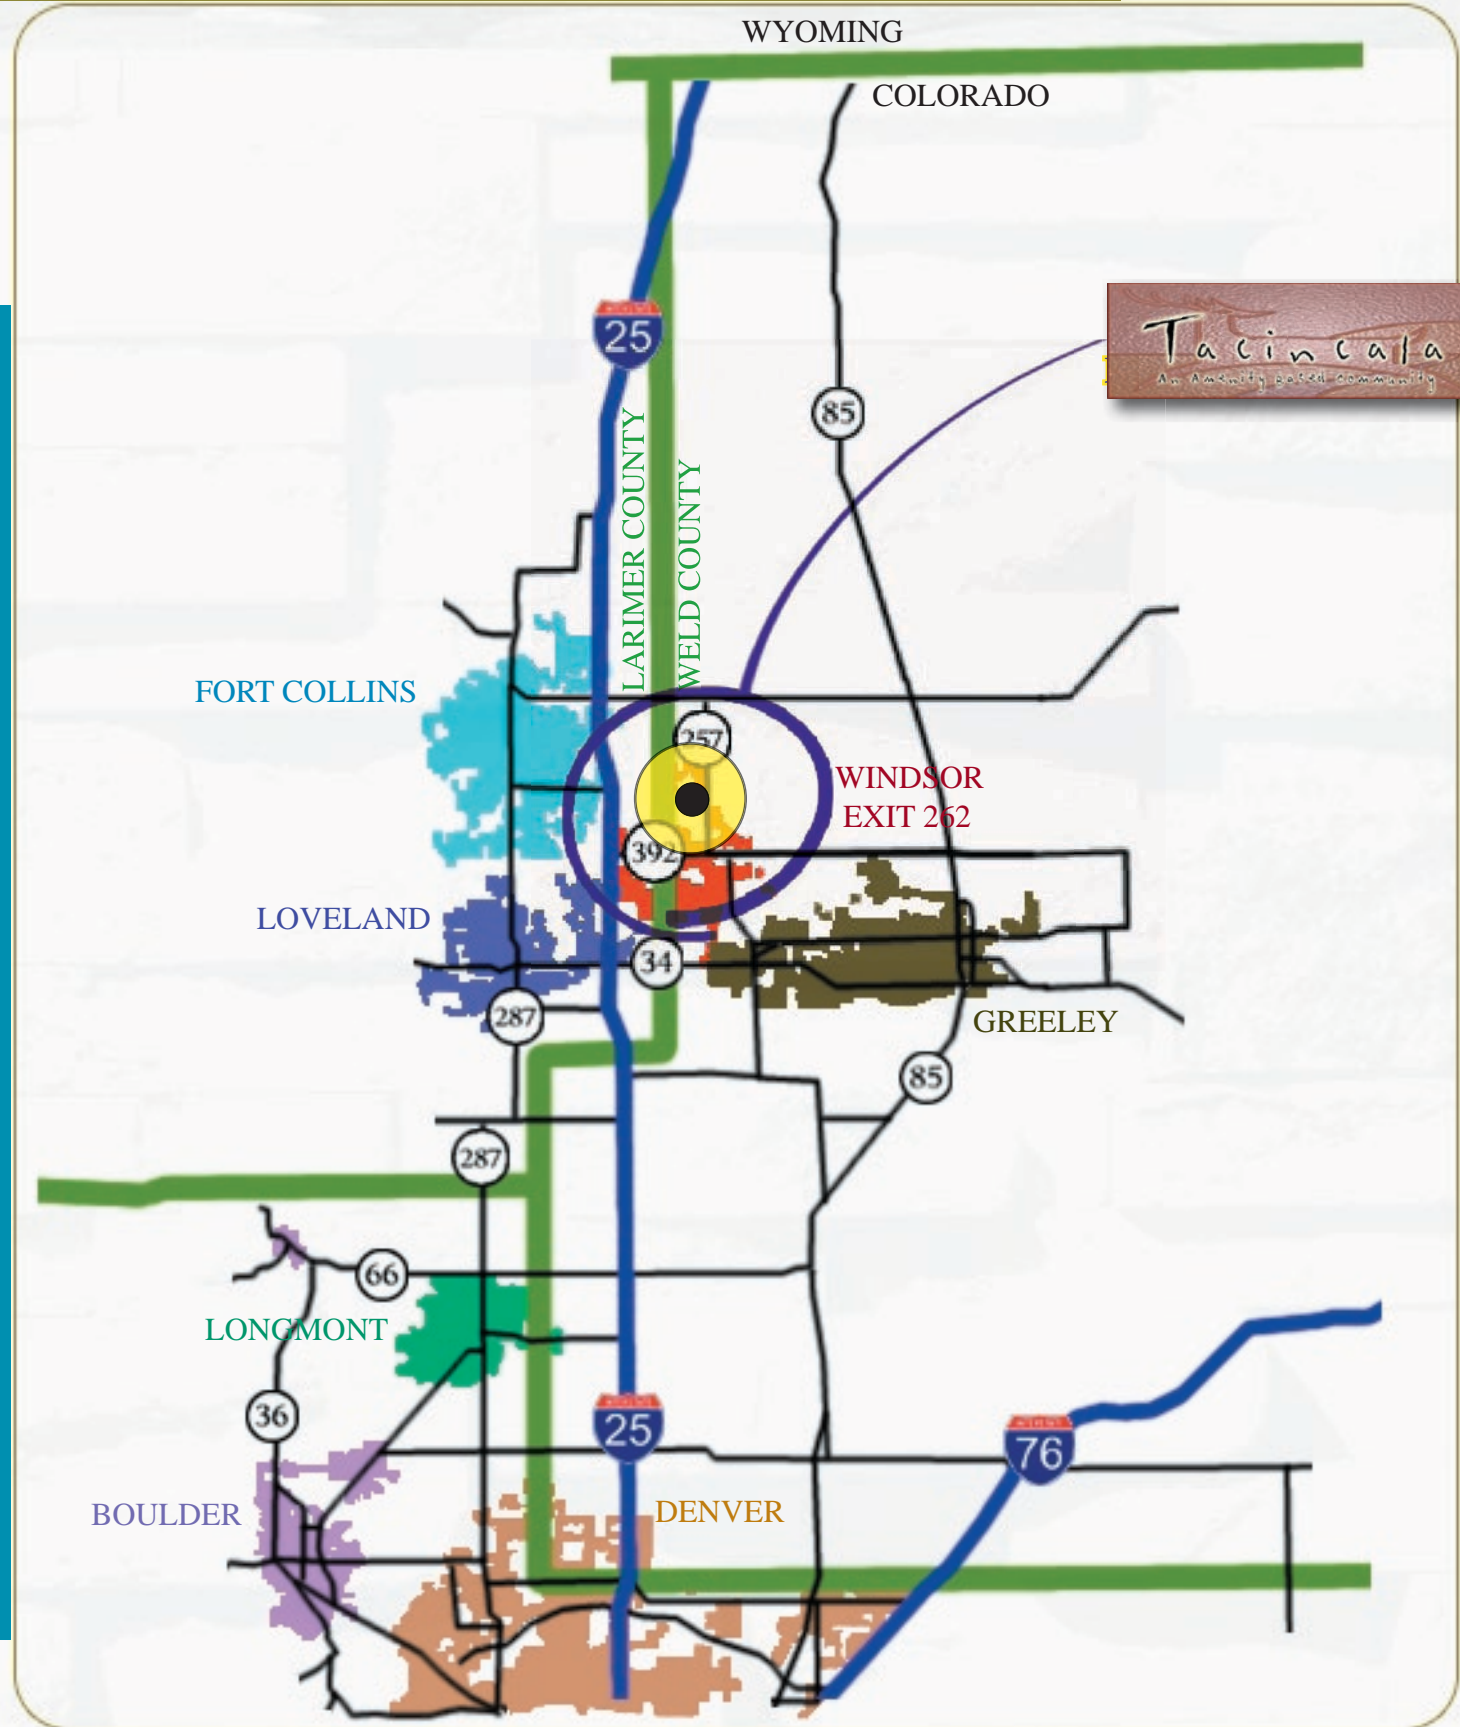 WYOMING
COLORADO
25
Tacincala
An Amenity based community
85
LARIMER COUNTY
WELD COUNTY
FORT COLLINS
257
WINDSOR
EXIT 262
392
LOVELAND
34
287
GREELEY
85
287
66
LONGMONT
36
25
76
BOULDER
DENVER